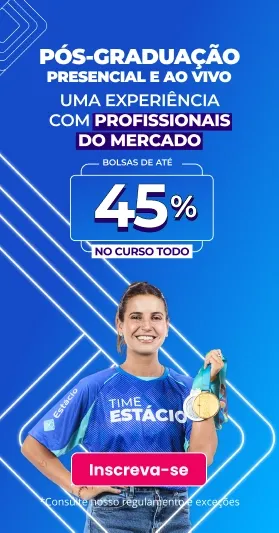 PÓS-GRADUAÇÃO
PRESENCIAL E AO VIVO
UMA EXPERIÊNCIA
COM PROFISSIONAIS
DO MERCADO
BOLSAS DE ATÉ
45%
NO CURSO TODO
Estácio
TIME
ESTÁCIO
Inscreva-se
*Consulte nosso regulamento e exceções